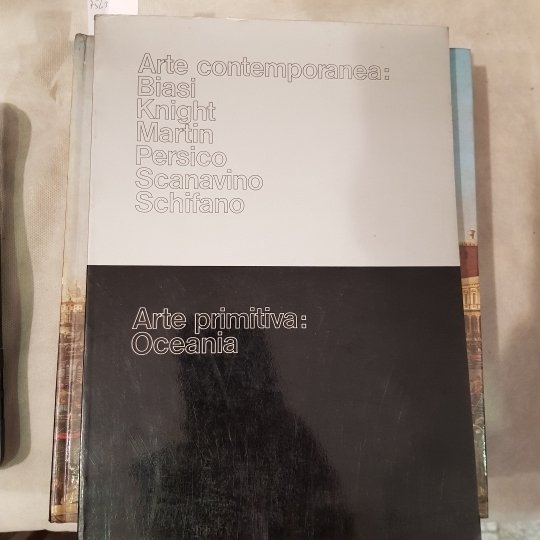 Arte contemporanea:
Biasi
Knight
Martin
Persico
Scanavino
Schifano
Arte primitiva:
Oceania